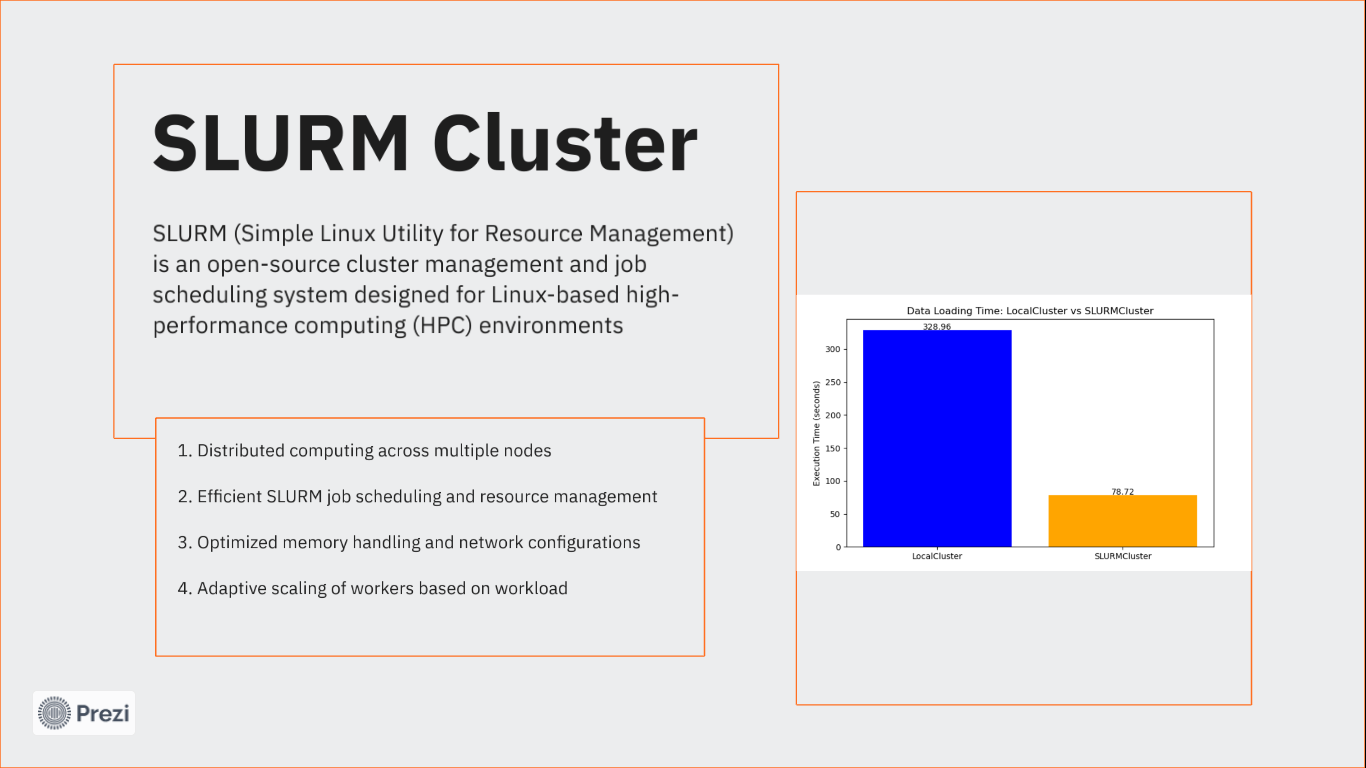 SLURM Cluster
SLURM (Simple Linux Utility for Resource Management)
is an open-source cluster management and job
scheduling system designed for Linux-based high-
performance computing (HPC) environments
1. Distributed computing across multiple nodes
2. Efficient SLURM job scheduling and resource management
3. Optimized memory handling and network configurations
4. Adaptive scaling of workers based on workload
Data Loading Time: LocalCluster vs SLURMCluster
328.96
78.72
Execution Time (seconds)
300
250
200
150
100
50
0
LocalCluster
SLURMCluster
Prezi